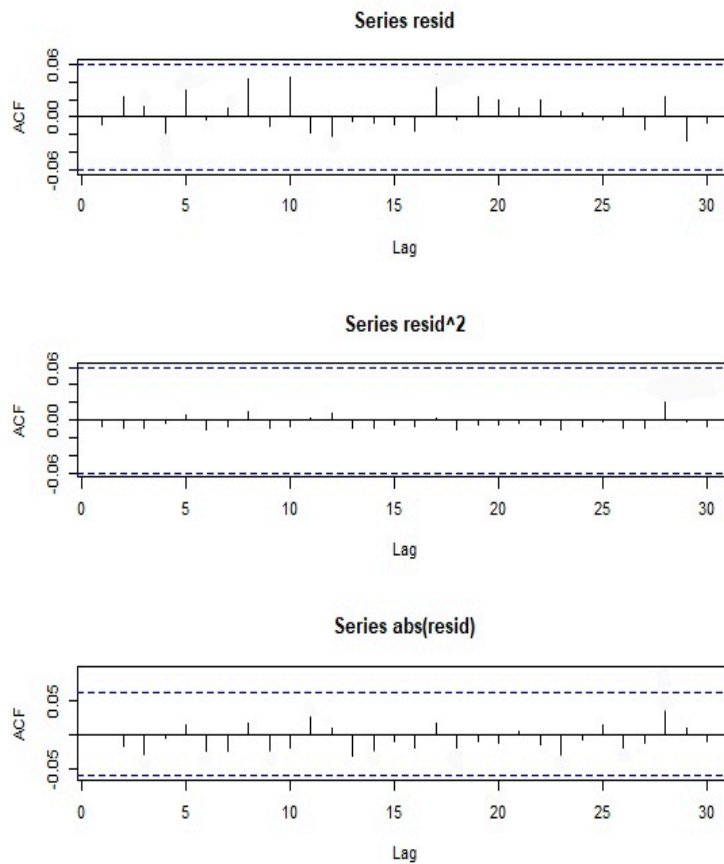 Series resid
ACF
0.06
0.00
-0.06
0 5 10 15 20 25 30
Lag
Series resid^2
ACF
0.06
0.00
-0.06
0 5 10 15 20 25 30
Lag
Series abs(resid)
ACF
0.05
-0.05
0 5 10 15 20 25 30
Lag